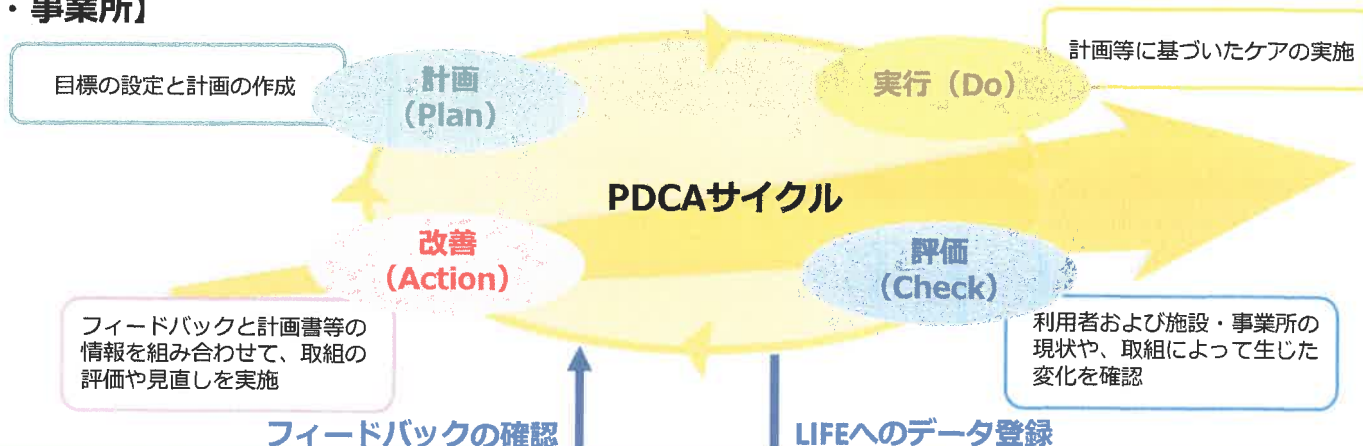 ・事業所】
目標の設定と計画の作成
計画
(Plan)
実行 (Do)
計画等に基づいたケアの実施
PDCAサイクル
改善
(Action)
評価
(Check)
フィードバックと計画書等の
情報を組み合わせて、取組の
評価や見直しを実施
利用者および施設・事業所の
現状や、取組によって生じた
変化を確認
フィードバックの確認
LIFEへのデータ登録